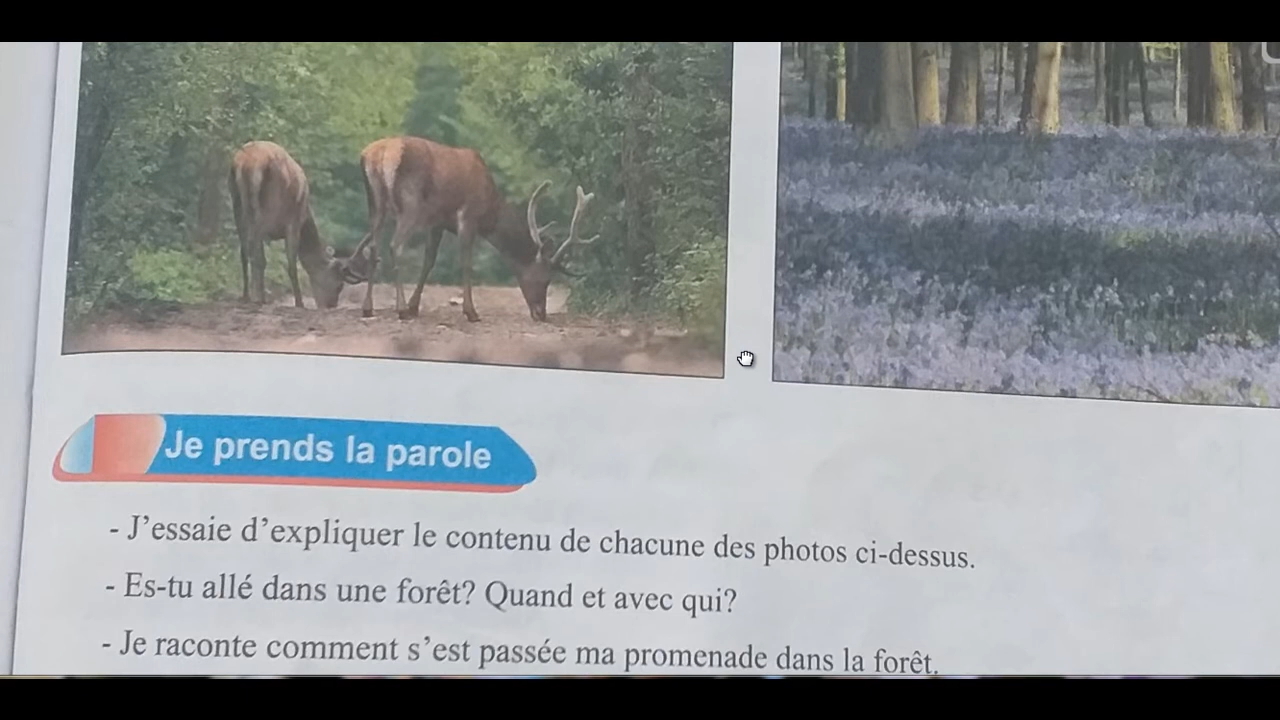 Je prends la parole
- J'essaie d'expliquer le contenu de chacune des photos ci-dessus.
- Es-tu allé dans une forêt? Quand et avec qui?
- Je raconte comment s'est passée ma promenade dans la forêt.